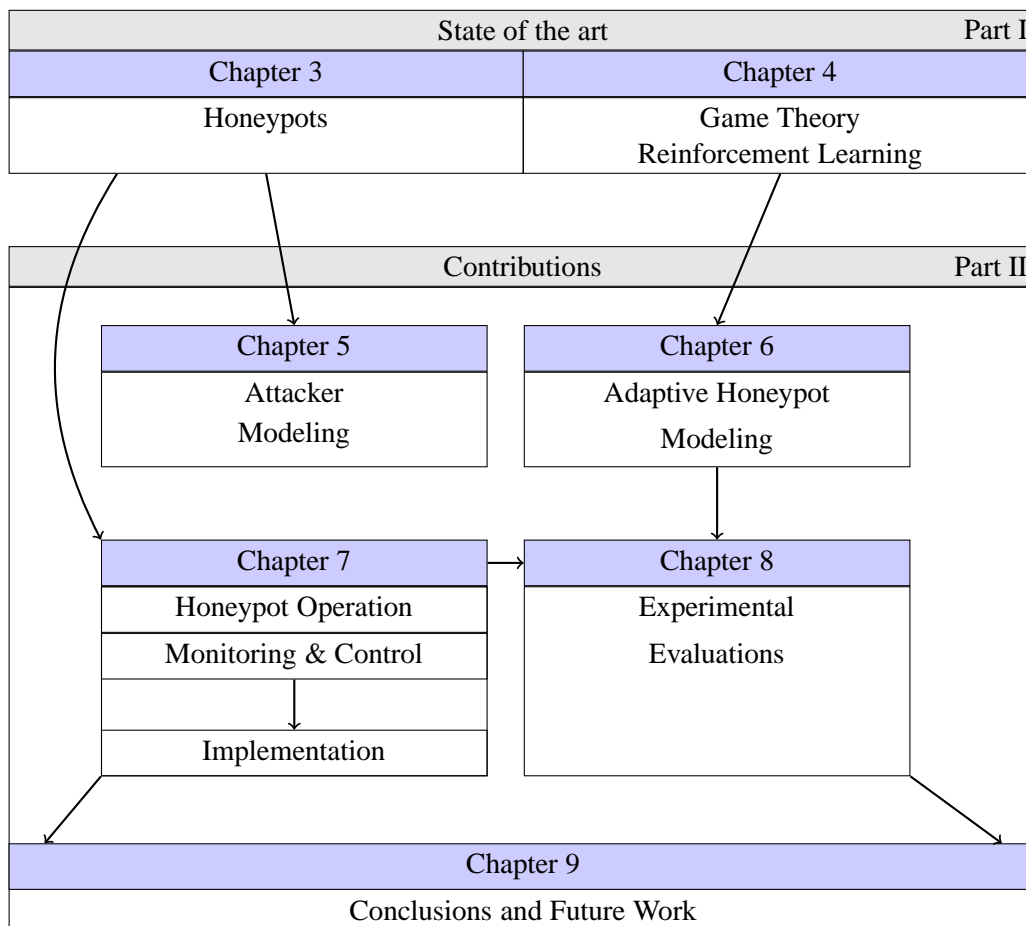 State of the art Part I
Chapter 3 Chapter 4
Honeypots Game Theory
Reinforcement Learning
Contributions Part II
Chapter 5 Chapter 6
Attacker Adaptive Honeypot
Modeling Modeling
Chapter 7 Chapter 8
Honeypot Operation Experimental
Monitoring & Control Evaluations
Implementation
Chapter 9
Conclusions and Future Work